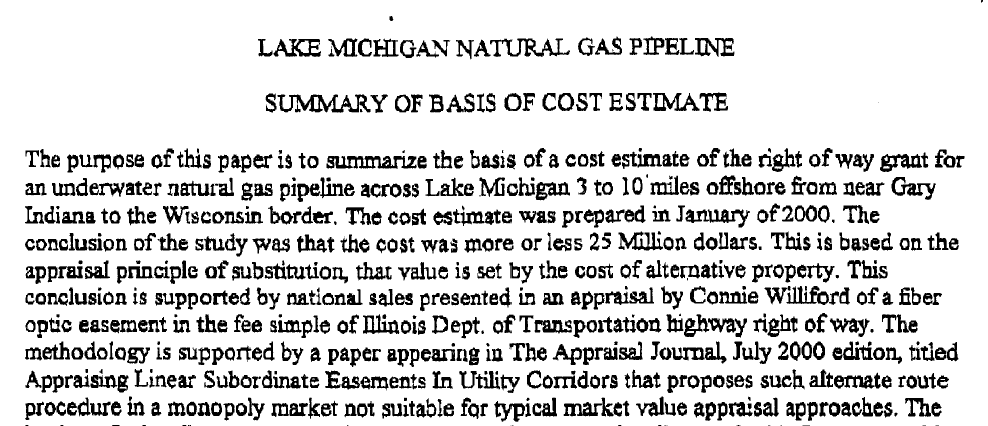 LAKE MICHIGAN NATURAL GAS PIPELINE
SUMMARY OF BASIS OF COST ESTIMATE
The purpose of this paper is to summarize the basis of a cost estimate of the right of way grant for
an underwater natural gas pipeline across Lake Michigan 3 to 10 miles offshore from near Gary
Indiana to the Wisconsin border. The cost estimate was prepared in January of 2000. The
conclusion of the study was that the cost was more or less 25 Million dollars. This is based on the
appraisal principle of substitution, that value is set by the cost of alternative property. This
conclusion is supported by national sales presented in an appraisal by Connie Williford of a fiber
optic easement in the fee simple of Illinois Dept. of Transportation highway right of way. The
methodology is supported by a paper appearing in The Appraisal Journal, July 2000 edition, titled
Appraising Linear Subordinate Easements In Utility Corridors that proposes such alternate route
procedure in a monopoly market not suitable for typical market value appraisal approaches. The